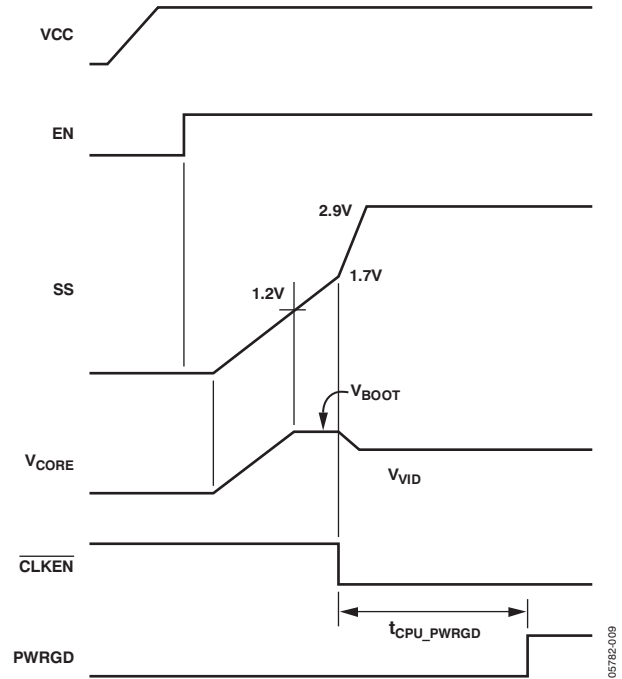 VCC
EN
2.9V
SS
1.7V
1.2V
VBOOT
VCORE
VVID
CLKEN
tCPU_PWRGD
PWRGD
05782-009